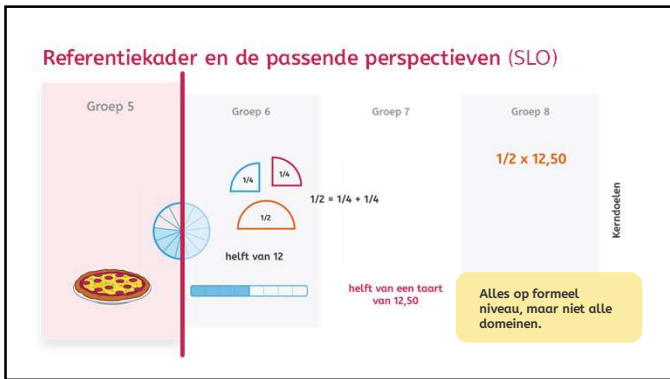 Referentiekader en de passende perspectieven (SLO)
Groep 5
Groep 6
Groep 7
Groep 8
1/4
1/4
1/2
1/2 = 1/4 + 1/4
1/2 x 12,50
Kerndoelen
helft van 12
helft van een taart
van 12,50
Alles op formeel
niveau, maar niet alle
domeinen.